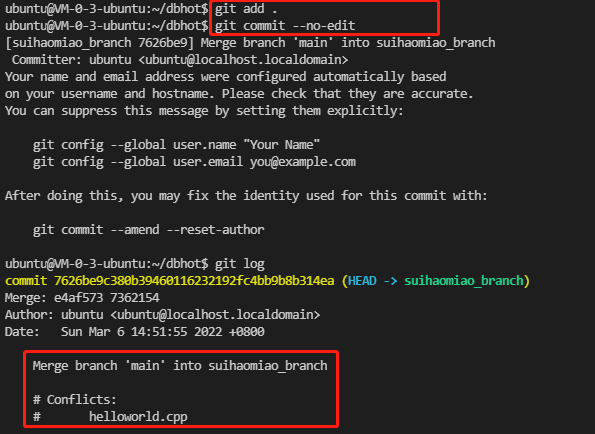 ubuntu@VM-0-3-ubuntu:~/dbhot$ git add .
ubuntu@VM-0-3-ubuntu:~/dbhot$ git commit --no-edit
[suihaomiao_branch 7626be9] Merge branch 'main' into suihaomiao_branch
 Committer: ubuntu <ubuntu@localhost.localdomain>
Your name and email address were configured automatically based
on your username and hostname. Please check that they are accurate.
You can suppress this message by setting them explicitly:

    git config --global user.name "Your Name"
    git config --global user.email you@example.com

After doing this, you may fix the identity used for this commit with:

    git commit --amend --reset-author

ubuntu@VM-0-3-ubuntu:~/dbhot$ git log
commit 7626be9c380b39460116232192fc4bb9b8b314ea (HEAD -> suihaomiao_branch)
Merge: e4af573 7362154
Author: ubuntu <ubuntu@localhost.localdomain>
Date:   Sun Mar 6 14:51:55 2022 +0800

    Merge branch 'main' into suihaomiao_branch

    # Conflicts:
    #       helloworld.cpp